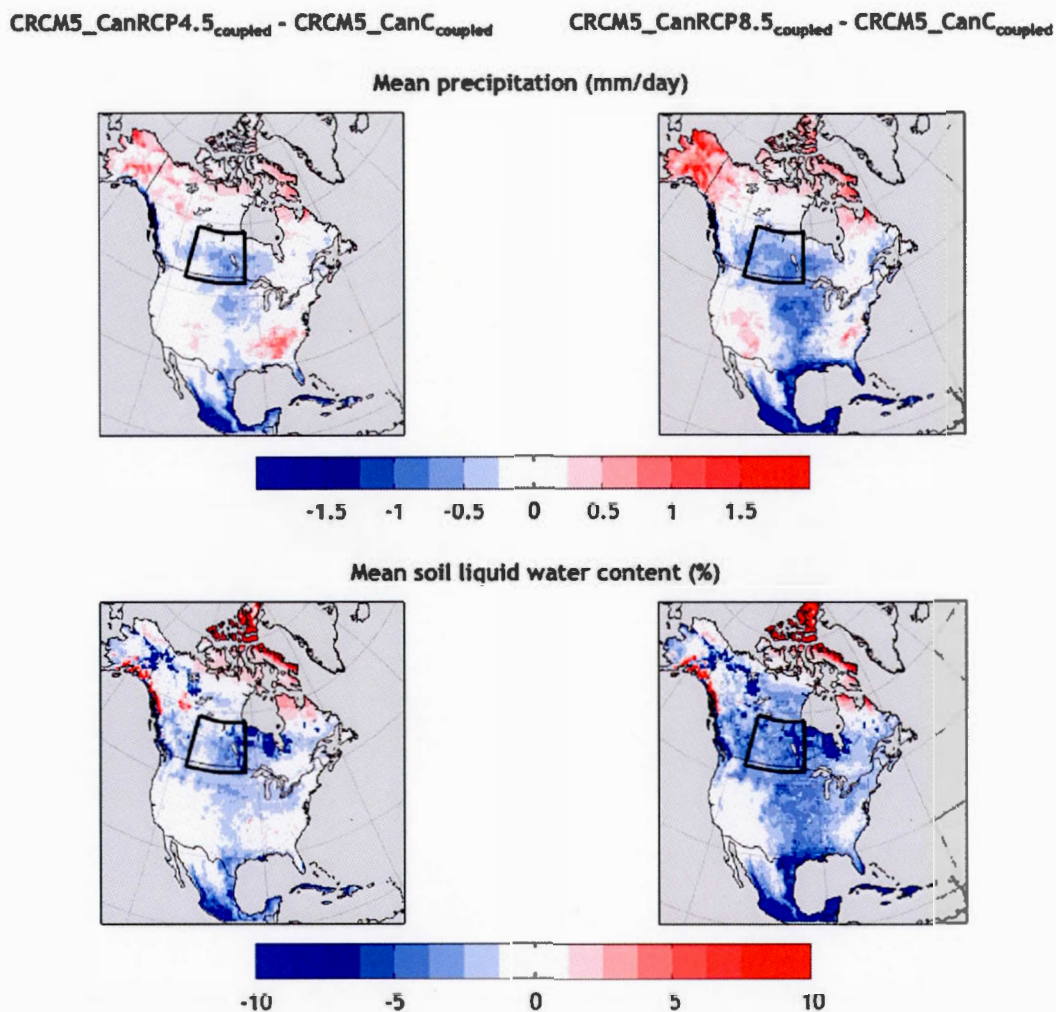 CRCM5_CanRCP4.5coupled - CRCM5_CanCcoupled CRCM5_CanRCP8.5coupled - CRCM5_CanCcoupled
Mean precipitation (mm/day)
-1.5 -1 -0.5 0 0.5 1 1.5
Mean soil liquid water content (%)
-10 -5 0 5 10